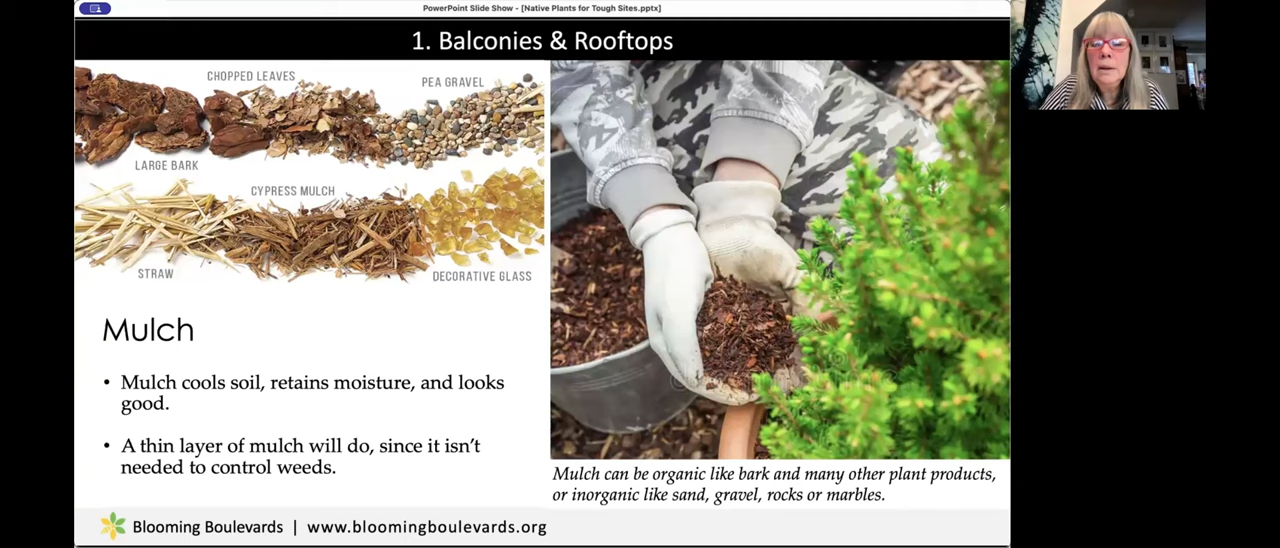 PowerPoint Slide Show - [Native Plants for Tough Sites.pptx]
1. Balconies & Rooftops
CHOPPED LEAVES
PEA GRAVEL
LARGE BARK
CYPRESS MULCH
STRAW
DECORATIVE GLASS
Mulch
• Mulch cools soil, retains moisture, and looks
good.
• A thin layer of mulch will do, since it isn't
needed to control weeds.
Mulch can be organic like bark and many other plant products,
or inorganic like sand, gravel, rocks or marbles.
Blooming Boulevards | www.bloomingboulevards.org